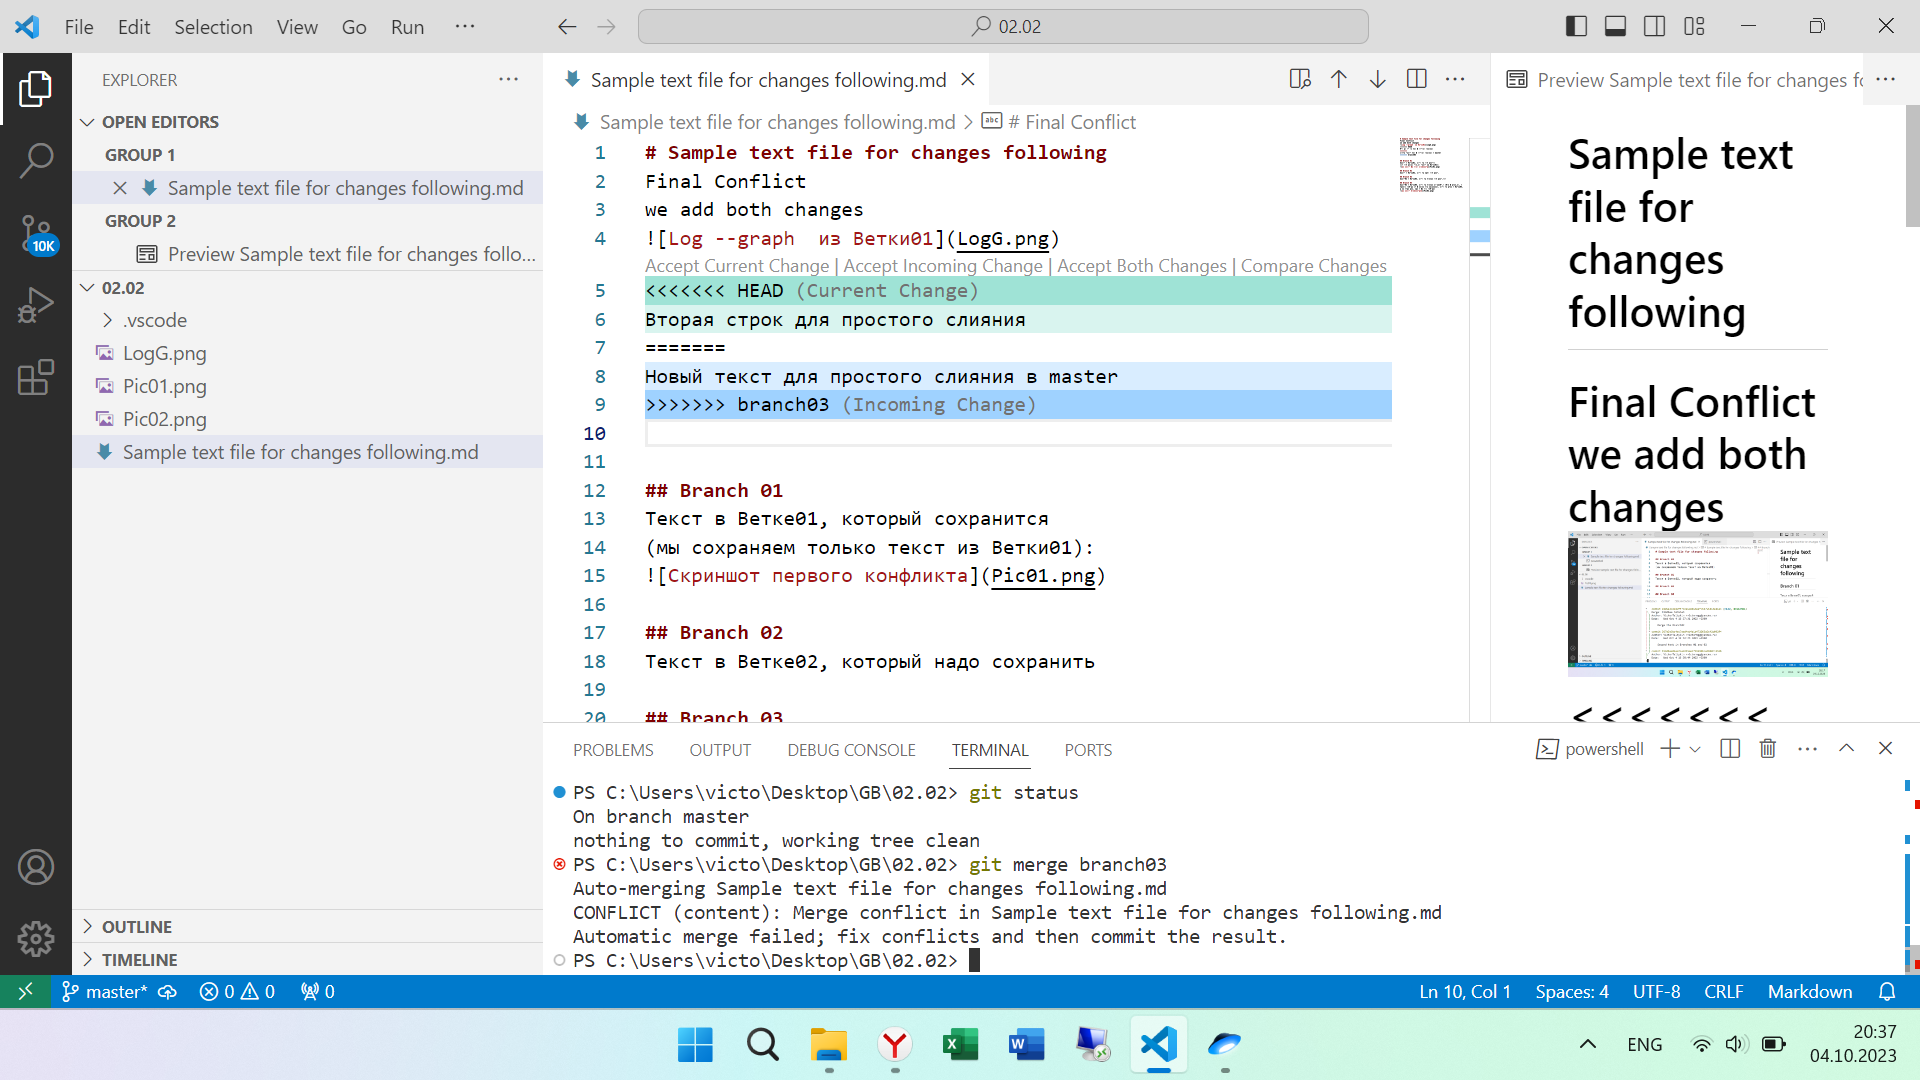 File Edit Selection View Go Run ···
02.02
EXPLORER
OPEN EDITORS
GROUP 1
Sample text file for changes following.md
GROUP 2
Preview Sample text file for changes follo...
02.02
.vscode
LogG.png
Pic01.png
Pic02.png
Sample text file for changes following.md
OUTLINE
TIMELINE
10K
Sample text file for changes following.md
Sample text file for changes following.md > # Final Conflict
1 # Sample text file for changes following
2 Final Conflict
3 we add both changes
4 ![Log --graph  из Ветки01](LogG.png)
Accept Current Change | Accept Incoming Change | Accept Both Changes | Compare Changes
5 <<<<<<< HEAD (Current Change)
6 Вторая строк для простого слияния
7 =======
8 Новый текст для простого слияния в master
9 >>>>>>> branch03 (Incoming Change)
10
11
12 ## Branch 01
13 Текст в Ветке01, который сохранится
14 (мы сохраняем только текст из Ветки01):
15 ![Скриншот первого конфликта](Pic01.png)
16
17 ## Branch 02
18 Текст в Ветке02, который надо сохранить
19
20 ## Branch 03
Preview Sample text file for changes fo
Sample text
file for
changes
following
Final Conflict
we add both
changes
<<<<<<<
PROBLEMS OUTPUT DEBUG CONSOLE TERMINAL PORTS
powershell
PS C:\Users\victo\Desktop\GB\02.02> git status
On branch master
nothing to commit, working tree clean
PS C:\Users\victo\Desktop\GB\02.02> git merge branch03
Auto-merging Sample text file for changes following.md
CONFLICT (content): Merge conflict in Sample text file for changes following.md
Automatic merge failed; fix conflicts and then commit the result.
PS C:\Users\victo\Desktop\GB\02.02>
master* 0 0 0
Ln 10, Col 1 Spaces: 4 UTF-8 CRLF Markdown
ENG
20:37
04.10.2023